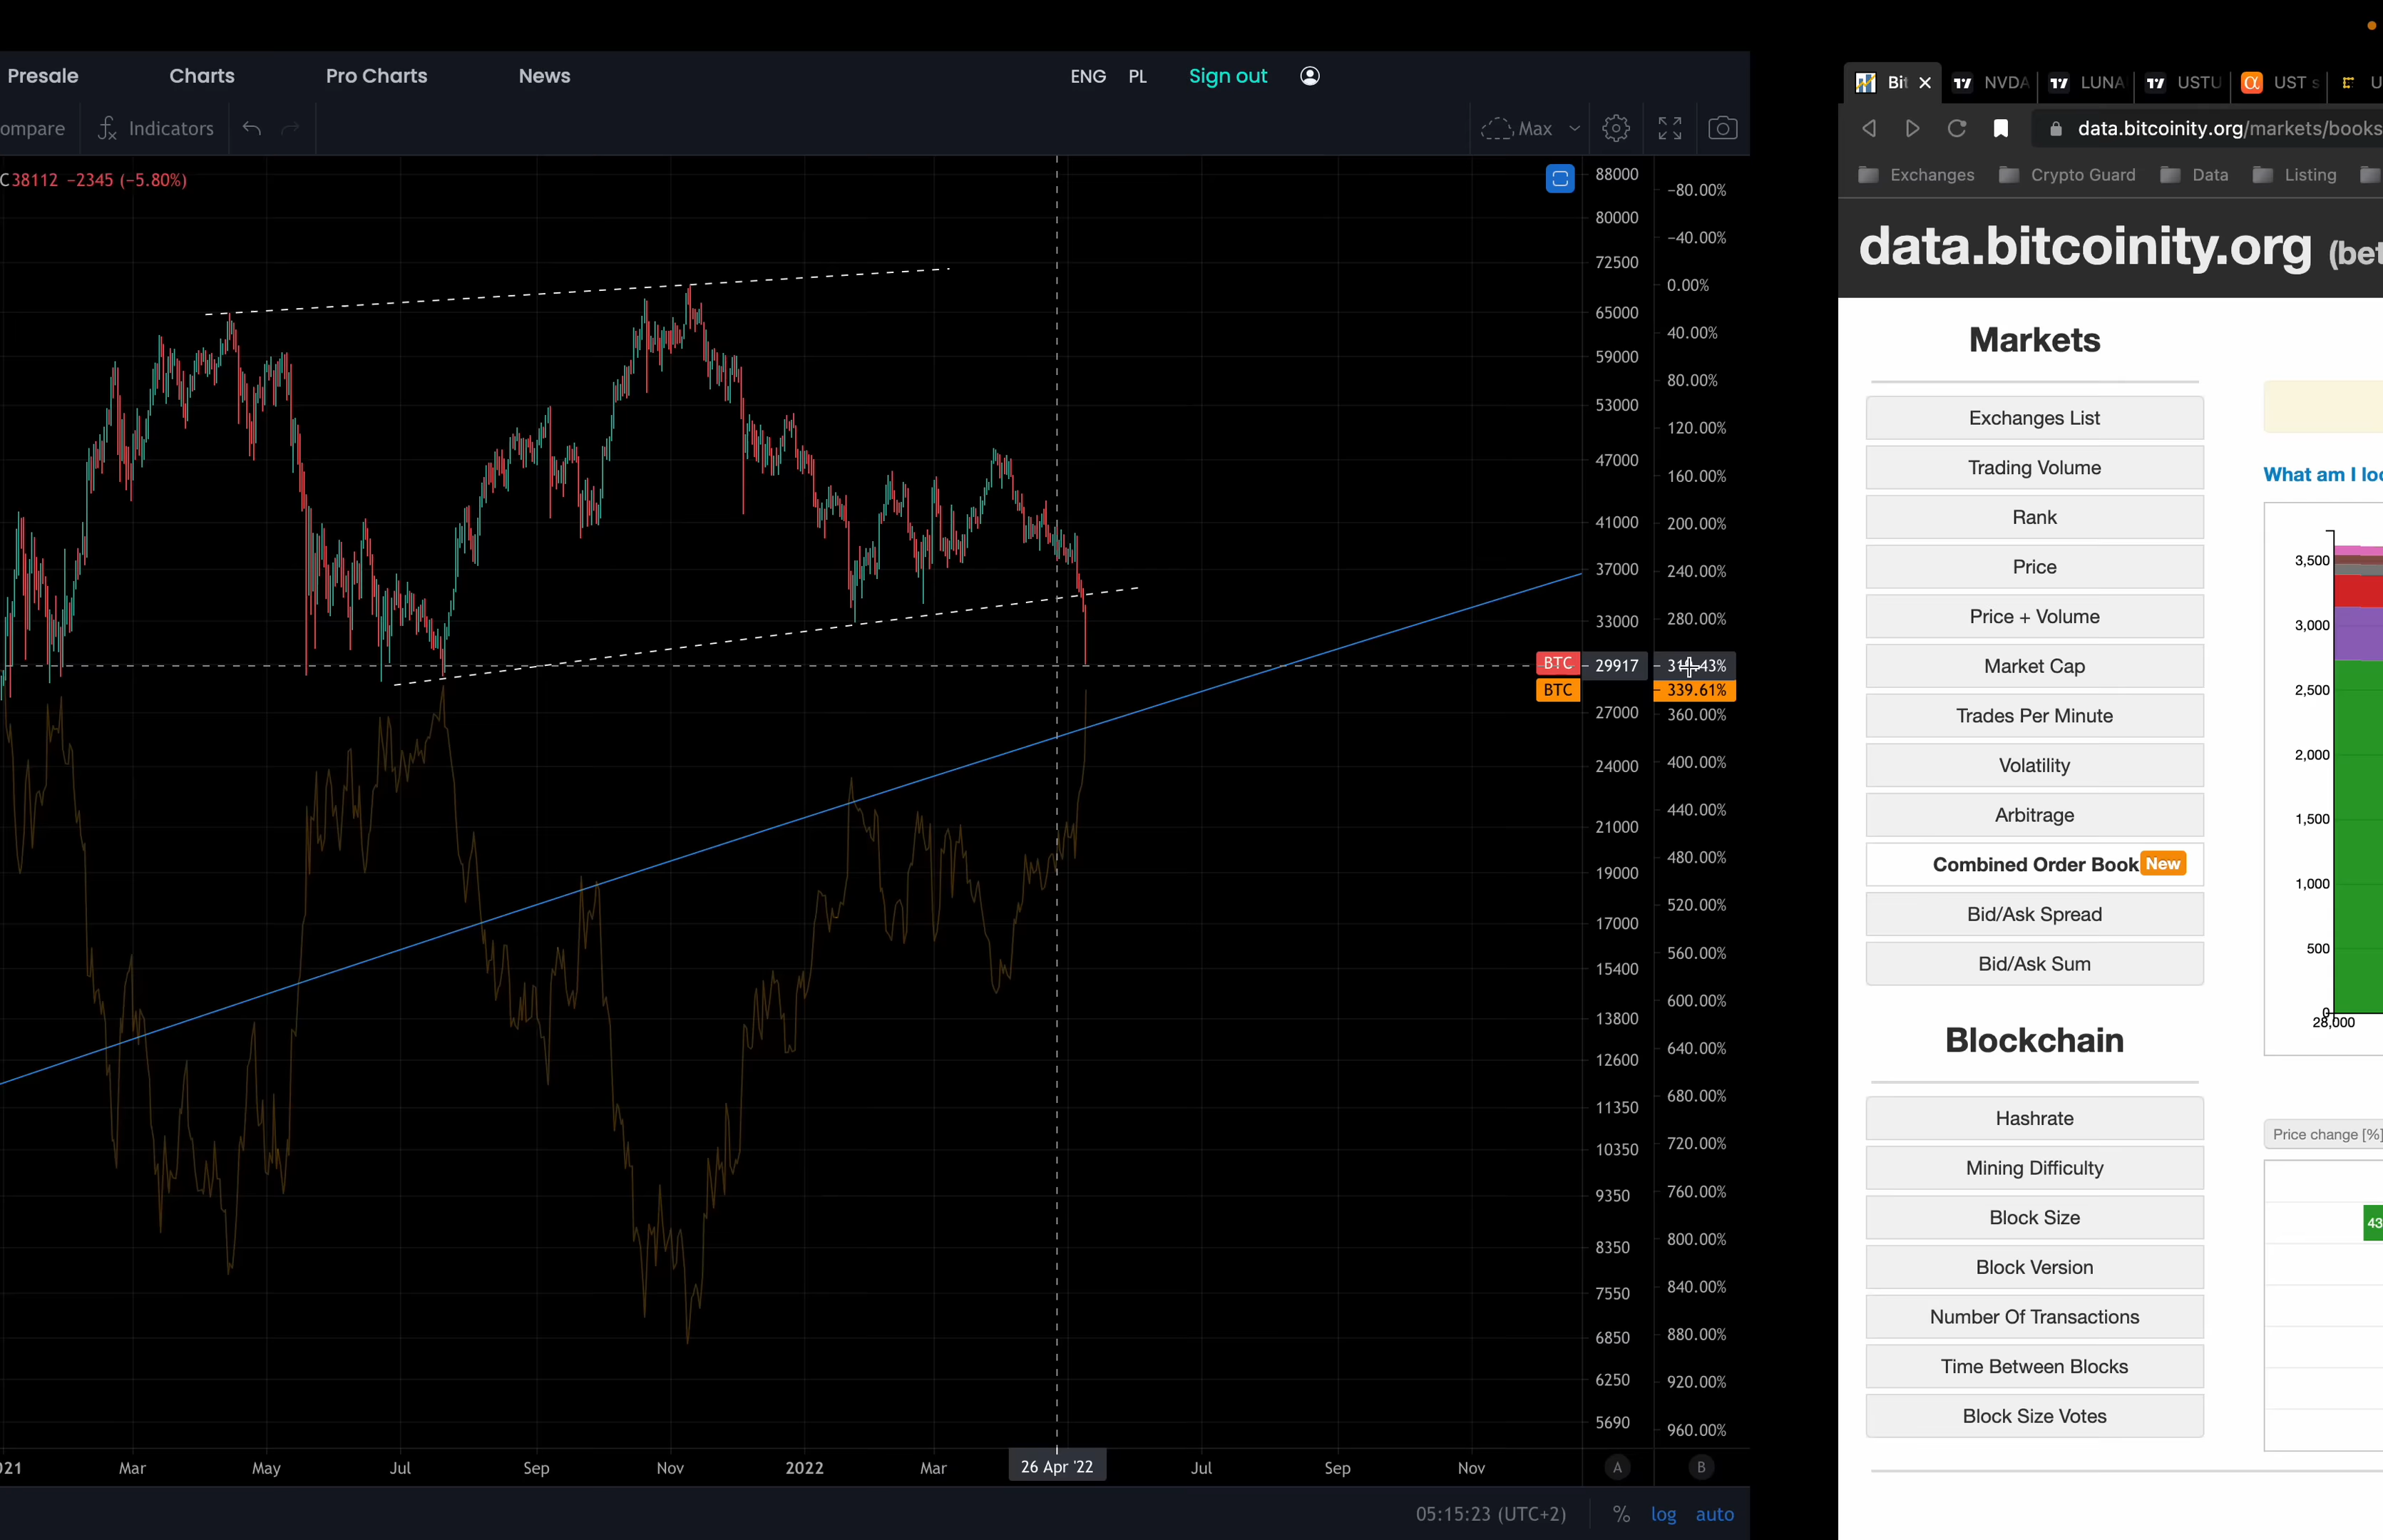 Presale Charts Pro Charts News ENG PL Sign out
ompare Indicators Max
C38112 −2345 (−5.80%)
88000
80000
72500
65000
59000
53000
47000
41000
37000
33000
BTC 29917
BTC
27000
24000
21000
19000
17000
15400
13800
12600
11350
10350
9350
8350
7550
6850
6250
5690
−80.00%
−40.00%
0.00%
40.00%
80.00%
120.00%
160.00%
200.00%
240.00%
280.00%
43%
339.61%
360.00%
400.00%
440.00%
480.00%
520.00%
560.00%
600.00%
640.00%
680.00%
720.00%
760.00%
800.00%
840.00%
880.00%
920.00%
960.00%
021 Mar May Jul Sep Nov 2022 Mar 26 Apr '22 Jul Sep Nov A B
05:15:23 (UTC+2) % log auto
Bit NVDA LUNA USTU UST s U
data.bitcoinity.org/markets/books
Exchanges Crypto Guard Data Listing
data.bitcoinity.org (bet
Markets
Exchanges List
Trading Volume
Rank
Price
Price + Volume
Market Cap
Trades Per Minute
Volatility
Arbitrage
Combined Order Book New
Bid/Ask Spread
Bid/Ask Sum
Blockchain
Hashrate
Mining Difficulty
Block Size
Block Version
Number Of Transactions
Time Between Blocks
Block Size Votes
What am I loo
3,500
3,000
2,500
2,000
1,500
1,000
500
0
28,000
Price change [%]
43